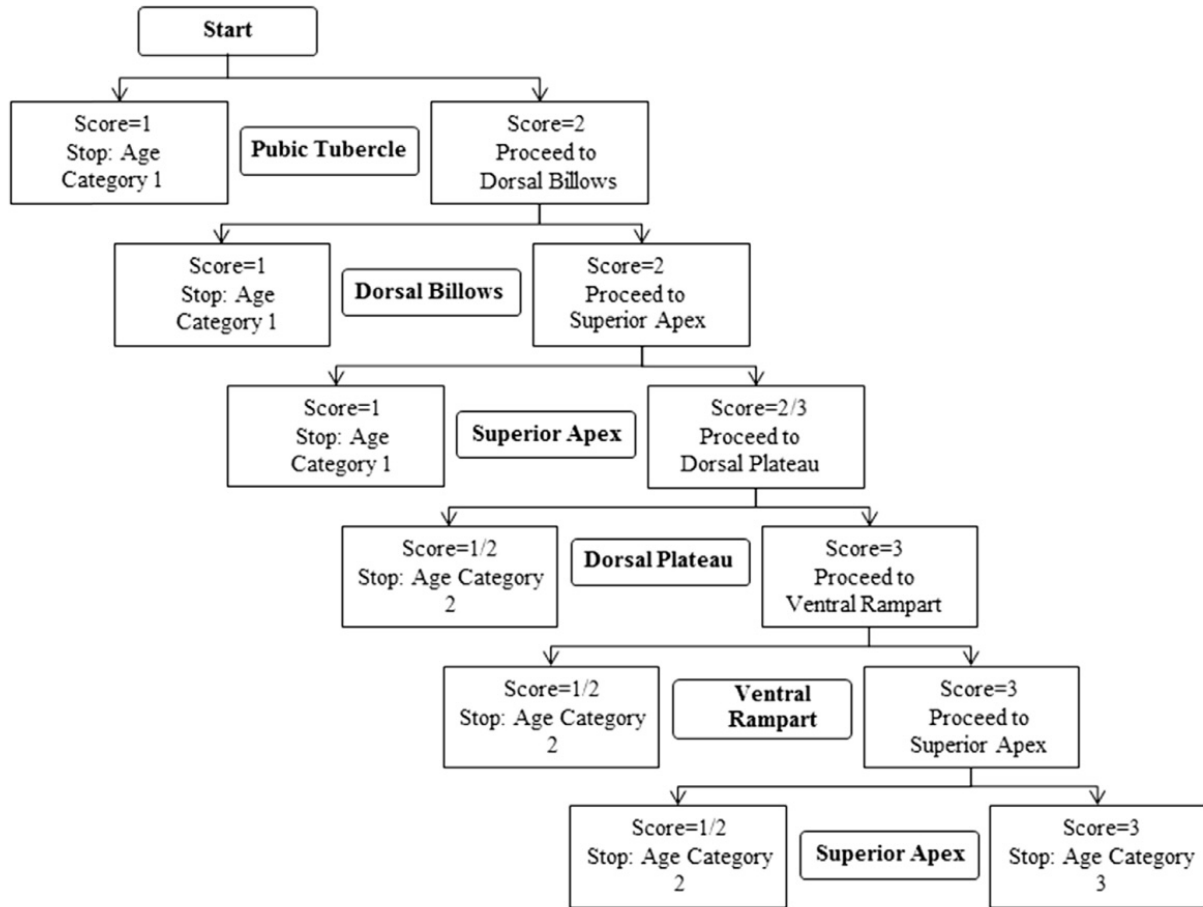 Start
Score=1
Stop: Age
Category 1
Pubic Tubercle
Score=2
Proceed to
Dorsal Billows
Score=1
Stop: Age
Category 1
Dorsal Billows
Score=2
Proceed to
Superior Apex
Score=1
Stop: Age
Category 1
Superior Apex
Score=2/3
Proceed to
Dorsal Plateau
Score=1/2
Stop: Age Category
2
Dorsal Plateau
Score=3
Proceed to
Ventral Rampart
Score=1/2
Stop: Age Category
2
Ventral
Rampart
Score=3
Proceed to
Superior Apex
Score=1/2
Stop: Age Category
2
Superior Apex
Score=3
Stop: Age Category
3